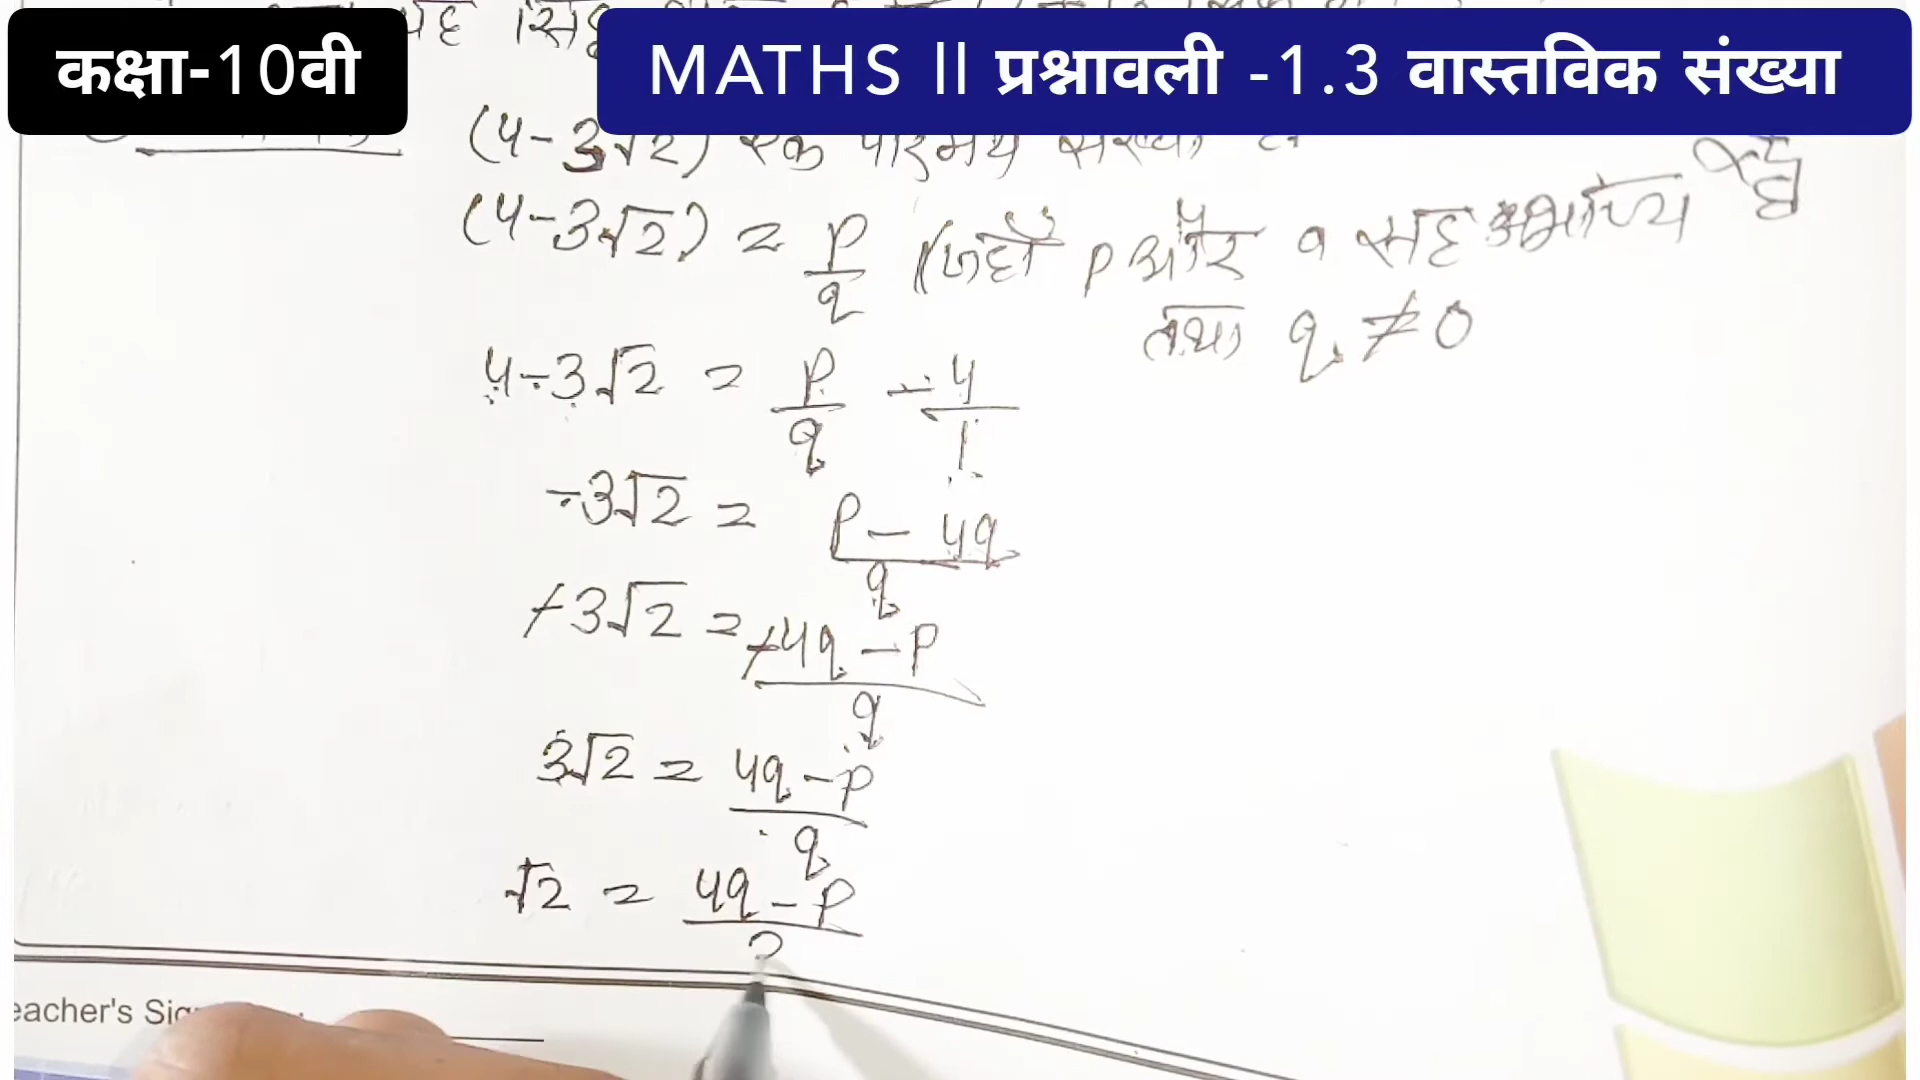 कक्षा-10वी
MATHS ll प्रश्नावली -1.3 वास्तविक संख्या
(4-3√2) एक परिमेय संख्या
(4-3√2) = p/q (जहाँ p और q सहअभाज्य हैं
तथा q ≠ 0
4-3√2 = p/q - 4/1
-3√2 = p - 4q/q
-3√2 = -4q - p/q
3√2 = 4q - p/q
√2 = 4q - p
eacher's Sig